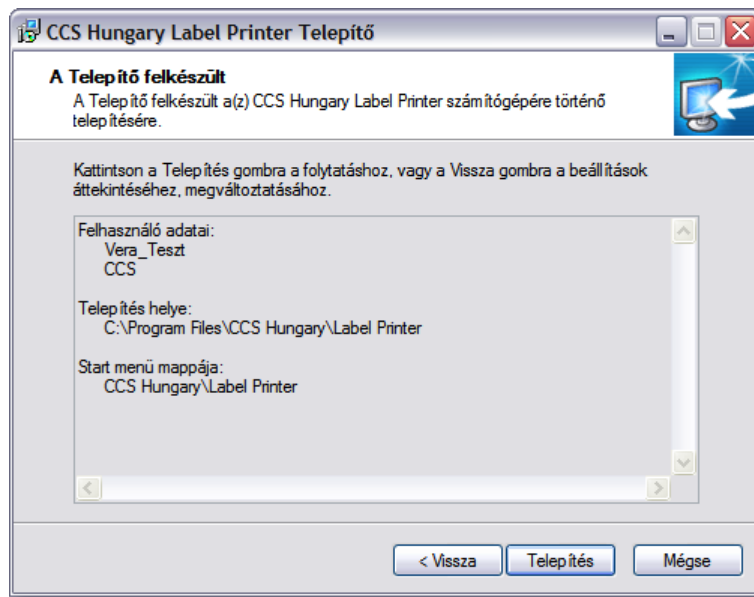 CCS Hungary Label Printer Telepítő
A Telepítő felkészült
A Telepítő felkészült a(z) CCS Hungary Label Printer számítógépére történő
telepítésére.
Kattintson a Telepítés gombra a folytatáshoz, vagy a Vissza gombra a beállítások
áttekintéséhez, megváltoztatásához.
Felhasználó adatai:
Vera_Teszt
CCS
Telepítés helye:
C:\Program Files\CCS Hungary\Label Printer
Start menü mappája:
CCS Hungary\Label Printer
< Vissza
Telepítés
Mégse